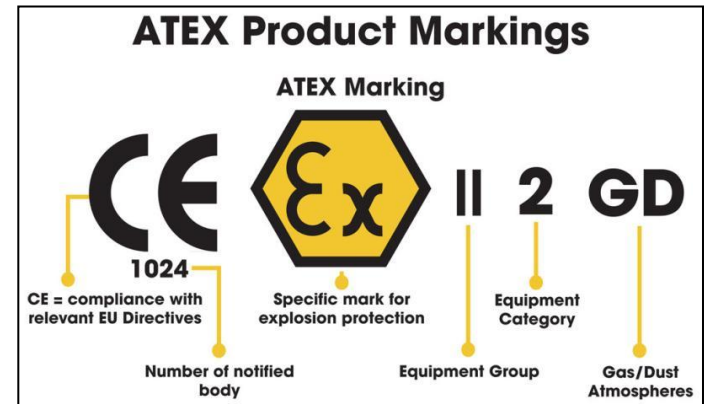 ATEX Product Markings
ATEX Marking
CE Ex II 2 GD
1024
CE = compliance with
relevant EU Directives
Specific mark for
explosion protection
Equipment
Category
Number of notified
body
Equipment Group
Gas/Dust
Atmospheres